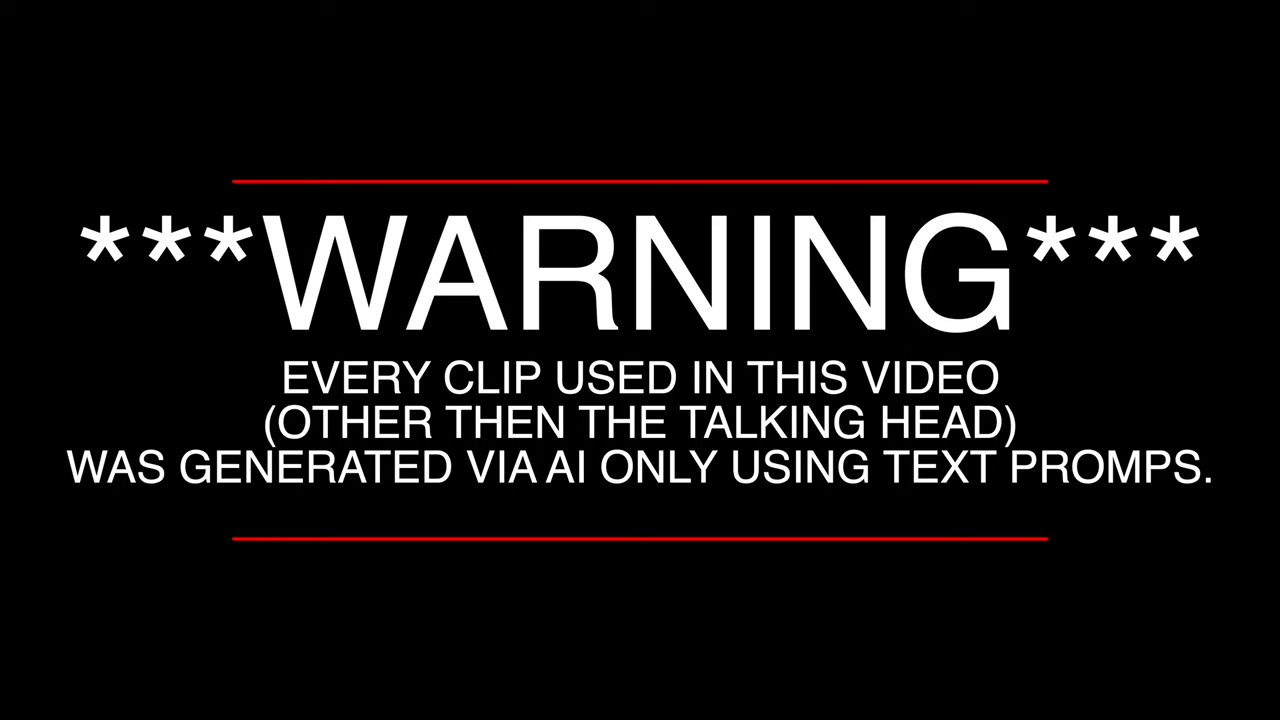 ***WARNING***
EVERY CLIP USED IN THIS VIDEO
(OTHER THEN THE TALKING HEAD)
WAS GENERATED VIA AI ONLY USING TEXT PROMPS.